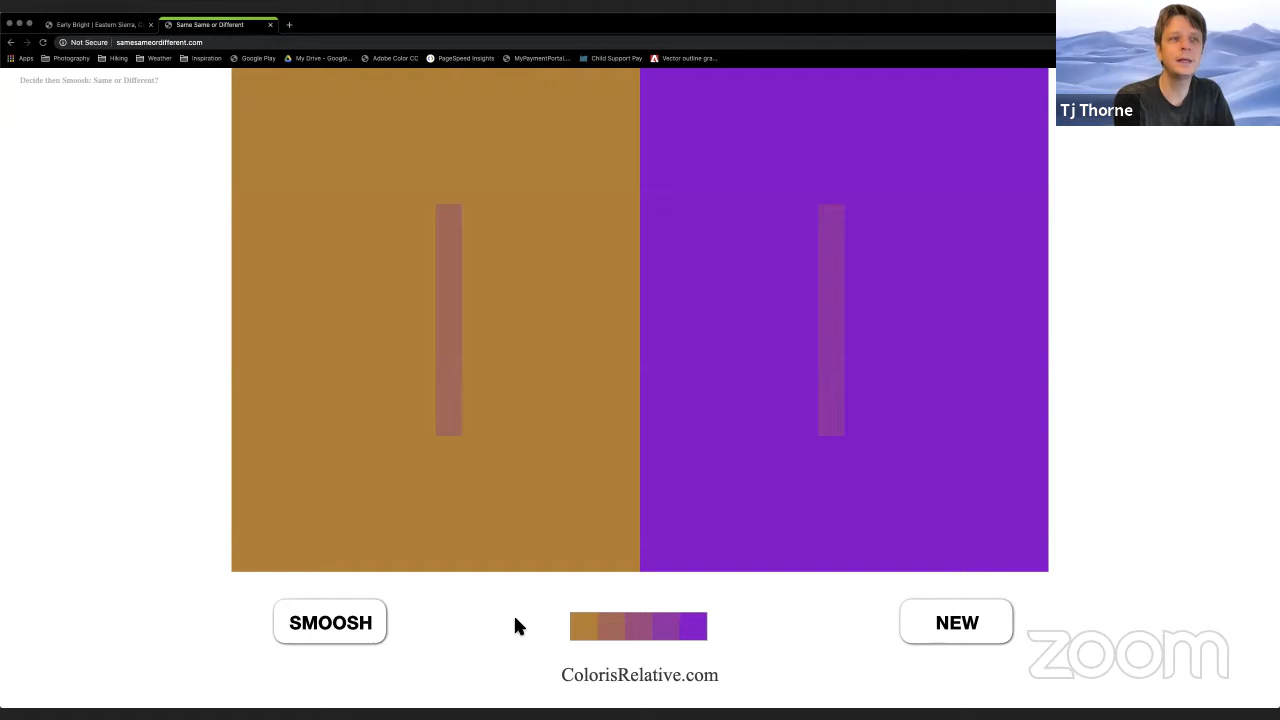 Early Bright | Eastern Sierra, C
Same Same or Different
Not Secure
samesameordifferent.com
Apps
Photography
Hiking
Weather
Inspiration
Google Play
My Drive - Google...
Adobe Color CC
PageSpeed Insights
MyPaymentPortal,...
Child Support Pay
Vector outline gra...
Decide then Smoosh: Same or Different?
Tj Thorne
SMOOSH
NEW
ColorisRelative.com
zoom